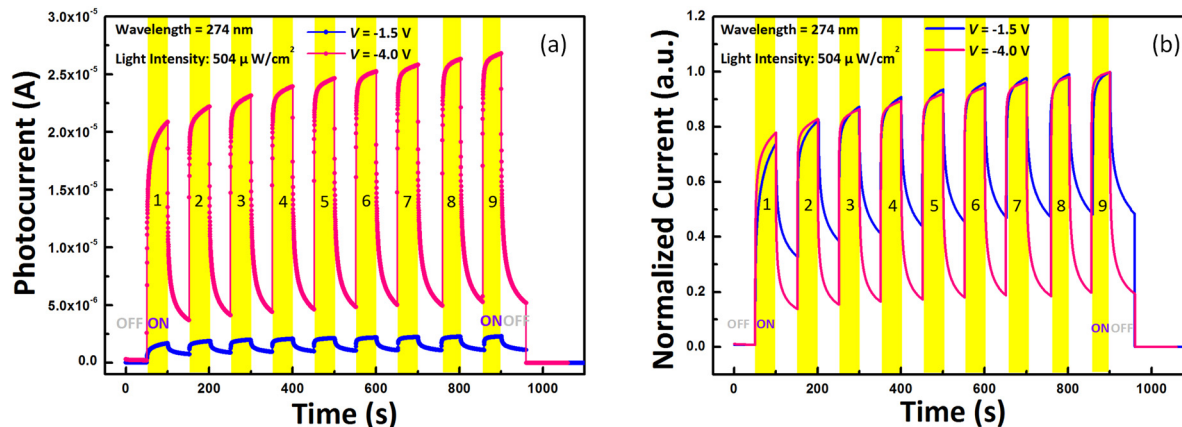 Wavelength = 274 nm
V = -1.5 V
V = -4.0 V
(a)
Light Intensity: 504 μ W/cm²
3.0x10⁻⁵
2.5x10⁻⁵
2.0x10⁻⁵
1.5x10⁻⁵
1.0x10⁻⁵
5.0x10⁻⁶
0.0
Photocurrent (A)
1 2 3 4 5 6 7 8 9
OFF ON ON OFF
0 200 400 600 800 1000
Time (s)
Wavelength = 274 nm
V = -1.5 V
V = -4.0 V
(b)
Light Intensity: 504 μ W/cm²
1.2
1.0
0.8
0.6
0.4
0.2
0.0
Normalized Current (a.u.)
1 2 3 4 5 6 7 8 9
OFF ON ON OFF
0 200 400 600 800 1000
Time (s)